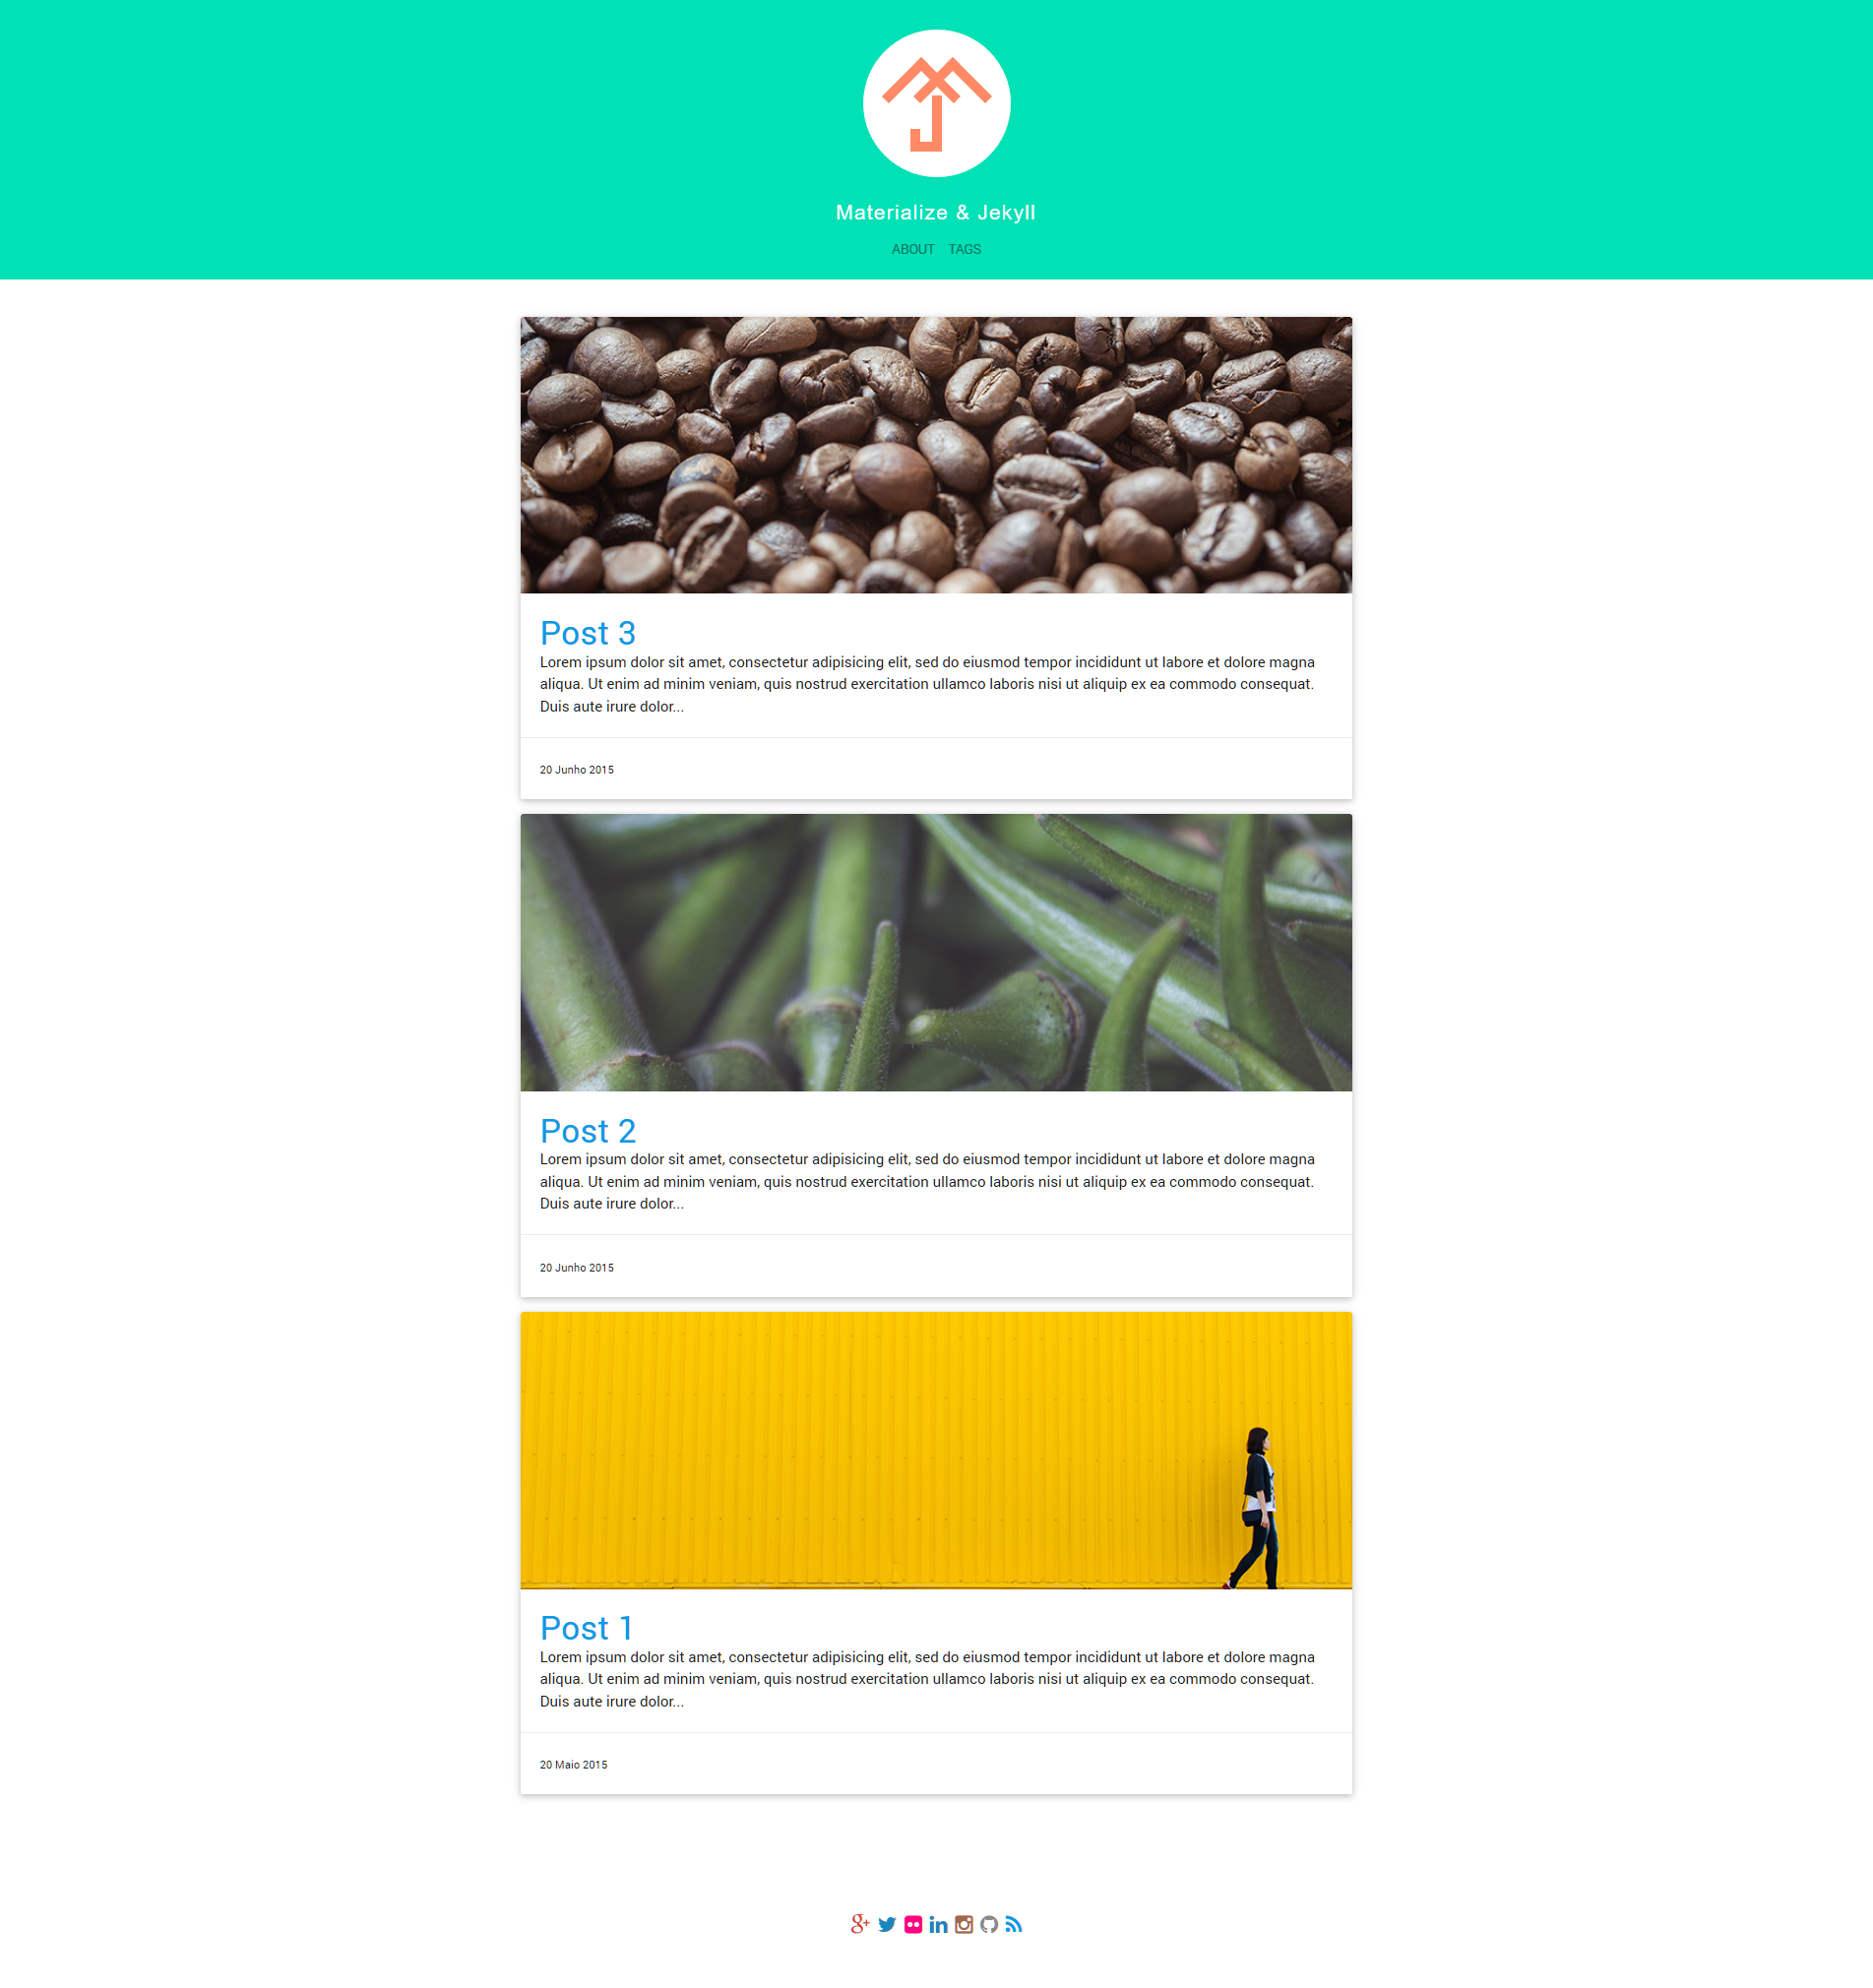 Materialize & Jekyll
ABOUT TAGS
Post 3
Lorem ipsum dolor sit amet, consectetur adipisicing elit, sed do eiusmod tempor incididunt ut labore et dolore magna
aliqua. Ut enim ad minim veniam, quis nostrud exercitation ullamco laboris nisi ut aliquip ex ea commodo consequat.
Duis aute irure dolor...
20 Junho 2015
Post 2
Lorem ipsum dolor sit amet, consectetur adipisicing elit, sed do eiusmod tempor incididunt ut labore et dolore magna
aliqua. Ut enim ad minim veniam, quis nostrud exercitation ullamco laboris nisi ut aliquip ex ea commodo consequat.
Duis aute irure dolor...
20 Junho 2015
Post 1
Lorem ipsum dolor sit amet, consectetur adipisicing elit, sed do eiusmod tempor incididunt ut labore et dolore magna
aliqua. Ut enim ad minim veniam, quis nostrud exercitation ullamco laboris nisi ut aliquip ex ea commodo consequat.
Duis aute irure dolor...
20 Maio 2015